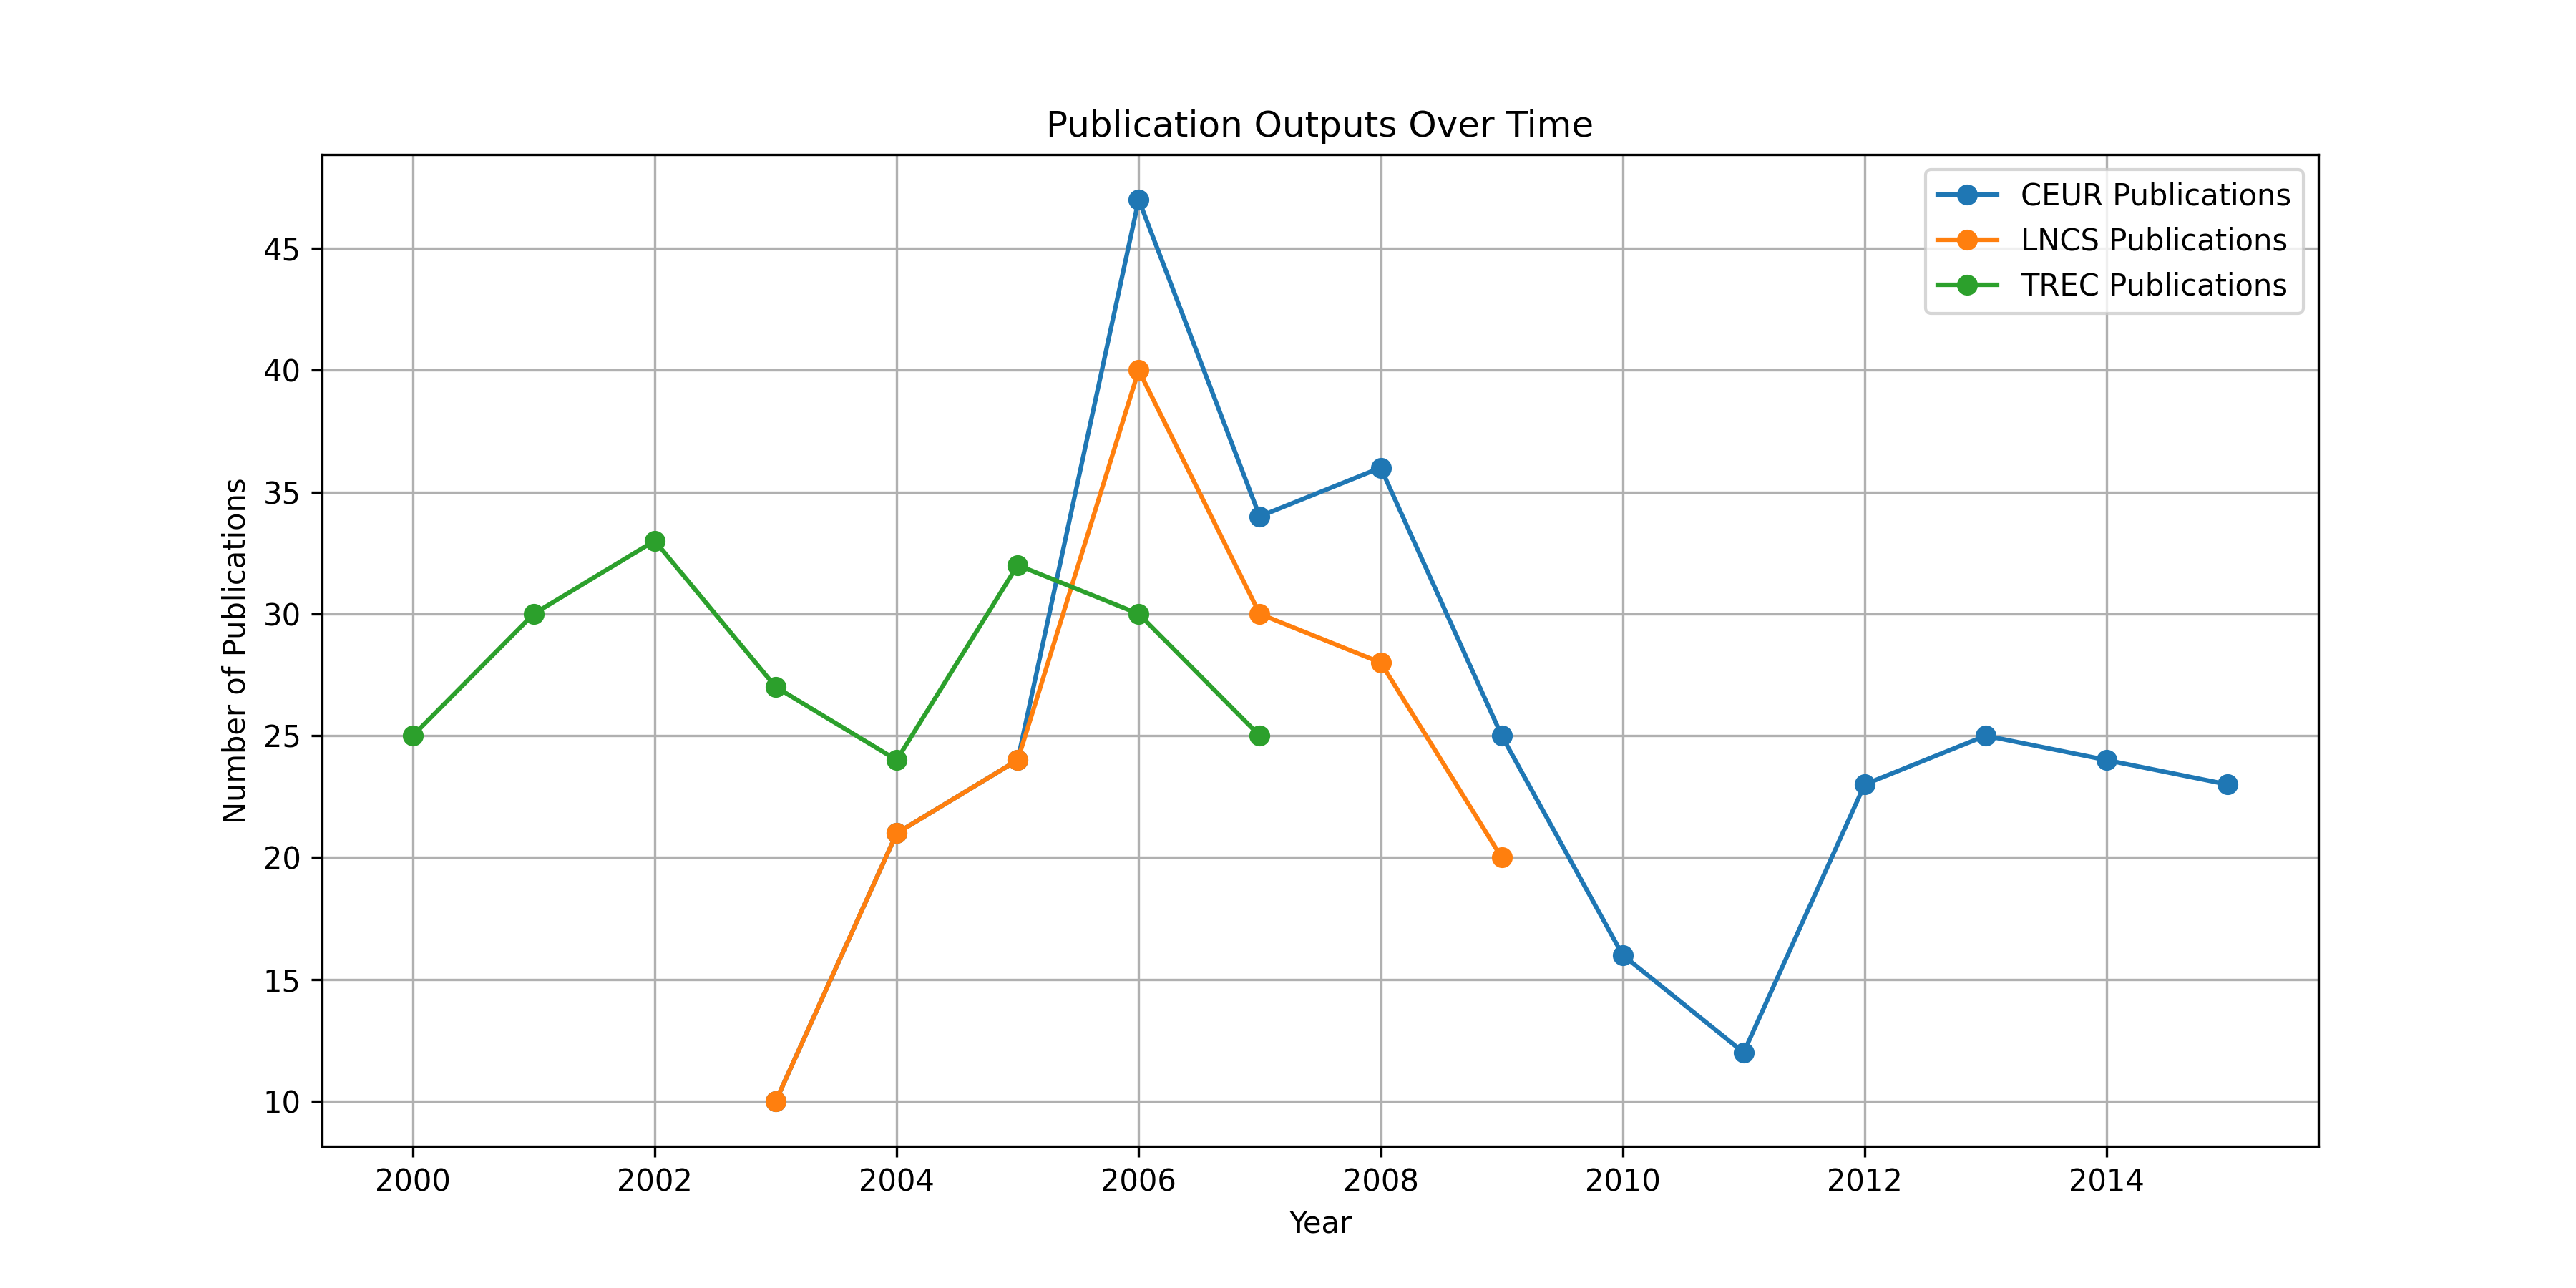 Publication Outputs Over Time
CEUR Publications
LNCS Publications
TREC Publications
Number of Publications
45
40
35
30
25
20
15
10
2000 2002 2004 2006 2008 2010 2012 2014
Year